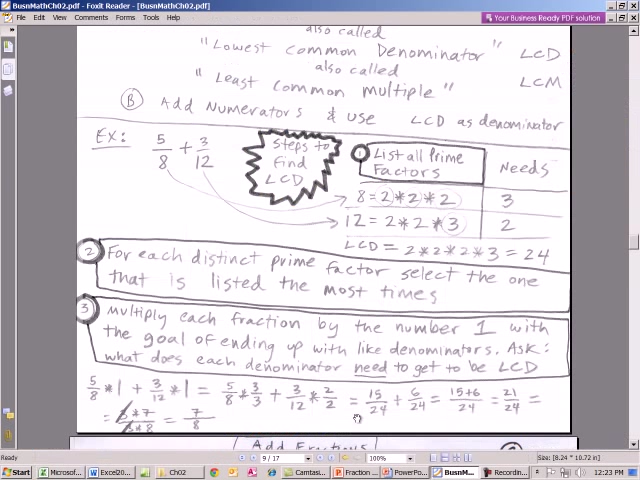 BusnMathCh02.pdf - Foxit Reader - [BusnMathCh02.pdf]
File Edit View Comments Forms Tools Help
Your Business Ready PDF solution
also called
"Lowest Common Denominator" LCD
also called
"Least Common Multiple" LCM
B Add Numerators & use LCD as denominator
EX: 5/8 + 3/12
Steps to Find LCD
1 List all Prime Factors Needs
8 = 2*2*2 3
12 = 2*2*3 2
LCD = 2*2*2*3 = 24
2 For each distinct prime factor select the one
that is listed the most times
3 Multiply each fraction by the number 1 with
the goal of ending up with like denominators. Ask:
what does each denominator need to get to be LCD
5/8 * 1 + 3/12 * 1 = 5/8 * 3/3 + 3/12 * 2/2 = 15/24 + 6/24 = 15+6/24 = 21/24 =
= 3*7/3*8 = 7/8
Add Fractions
9 / 17 100% Size: [8.24 * 10.72 in]
Start Microsof... Excel20... Ch02 Camtasi... Fraction ... PowerPo... BusnMat... Recording... 12:23 PM